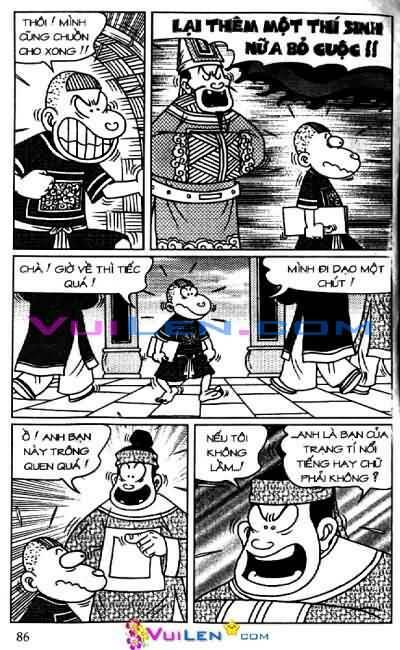 THÔI ! MÌNH
CŨNG CHUỒN
CHO XONG !!
LẠI THÊM MỘT THÍ SINH
NỮA BỎ CUỘC !!
CHÀ ! GIỜ VỀ THÌ TIẾC
QUÁ !
MÌNH ĐI DẠO MỘT
CHÚT !
VUILEN.COM
Ồ ! ANH BẠN
NÀY TRÔNG
QUEN QUÁ !
NẾU TÔI
KHÔNG
LẦM...!
...ANH LÀ BẠN CỦA
TRẠNG TÍ NỔI
TIẾNG HAY CHỮ
PHẢI KHÔNG ?
86
VUILEN.COM